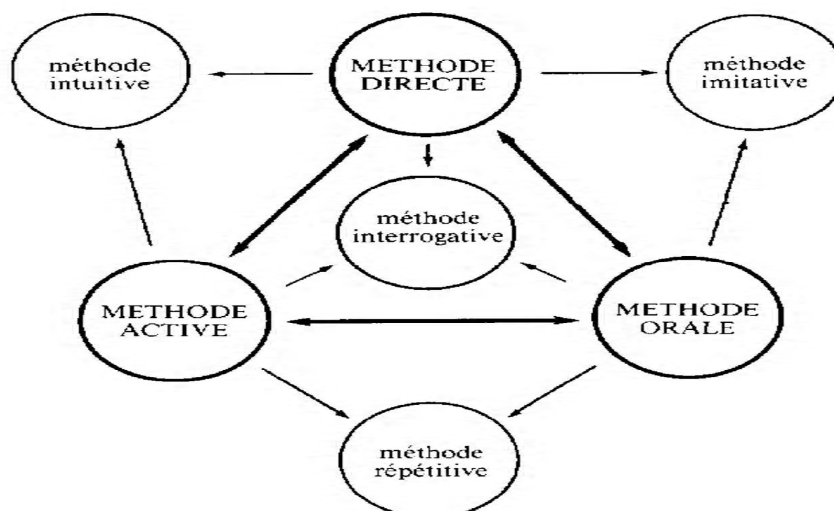 méthode
intuitive
METHODE
DIRECTE
méthode
imitative
méthode
interrogative
METHODE
ACTIVE
METHODE
ORALE
méthode
répétitive